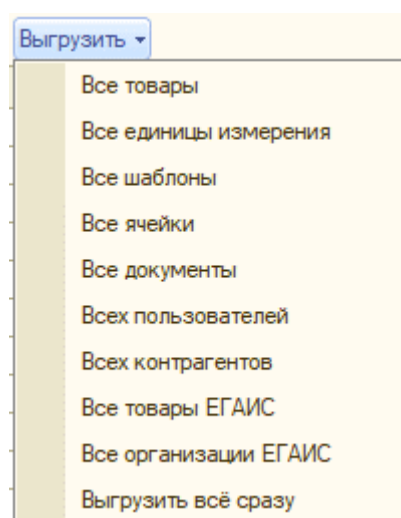 Выгрузить
Все товары
Все единицы измерения
Все шаблоны
Все ячейки
Все документы
Всех пользователей
Всех контрагентов
Все товары ЕГАИС
Все организации ЕГАИС
Выгрузить всё сразу